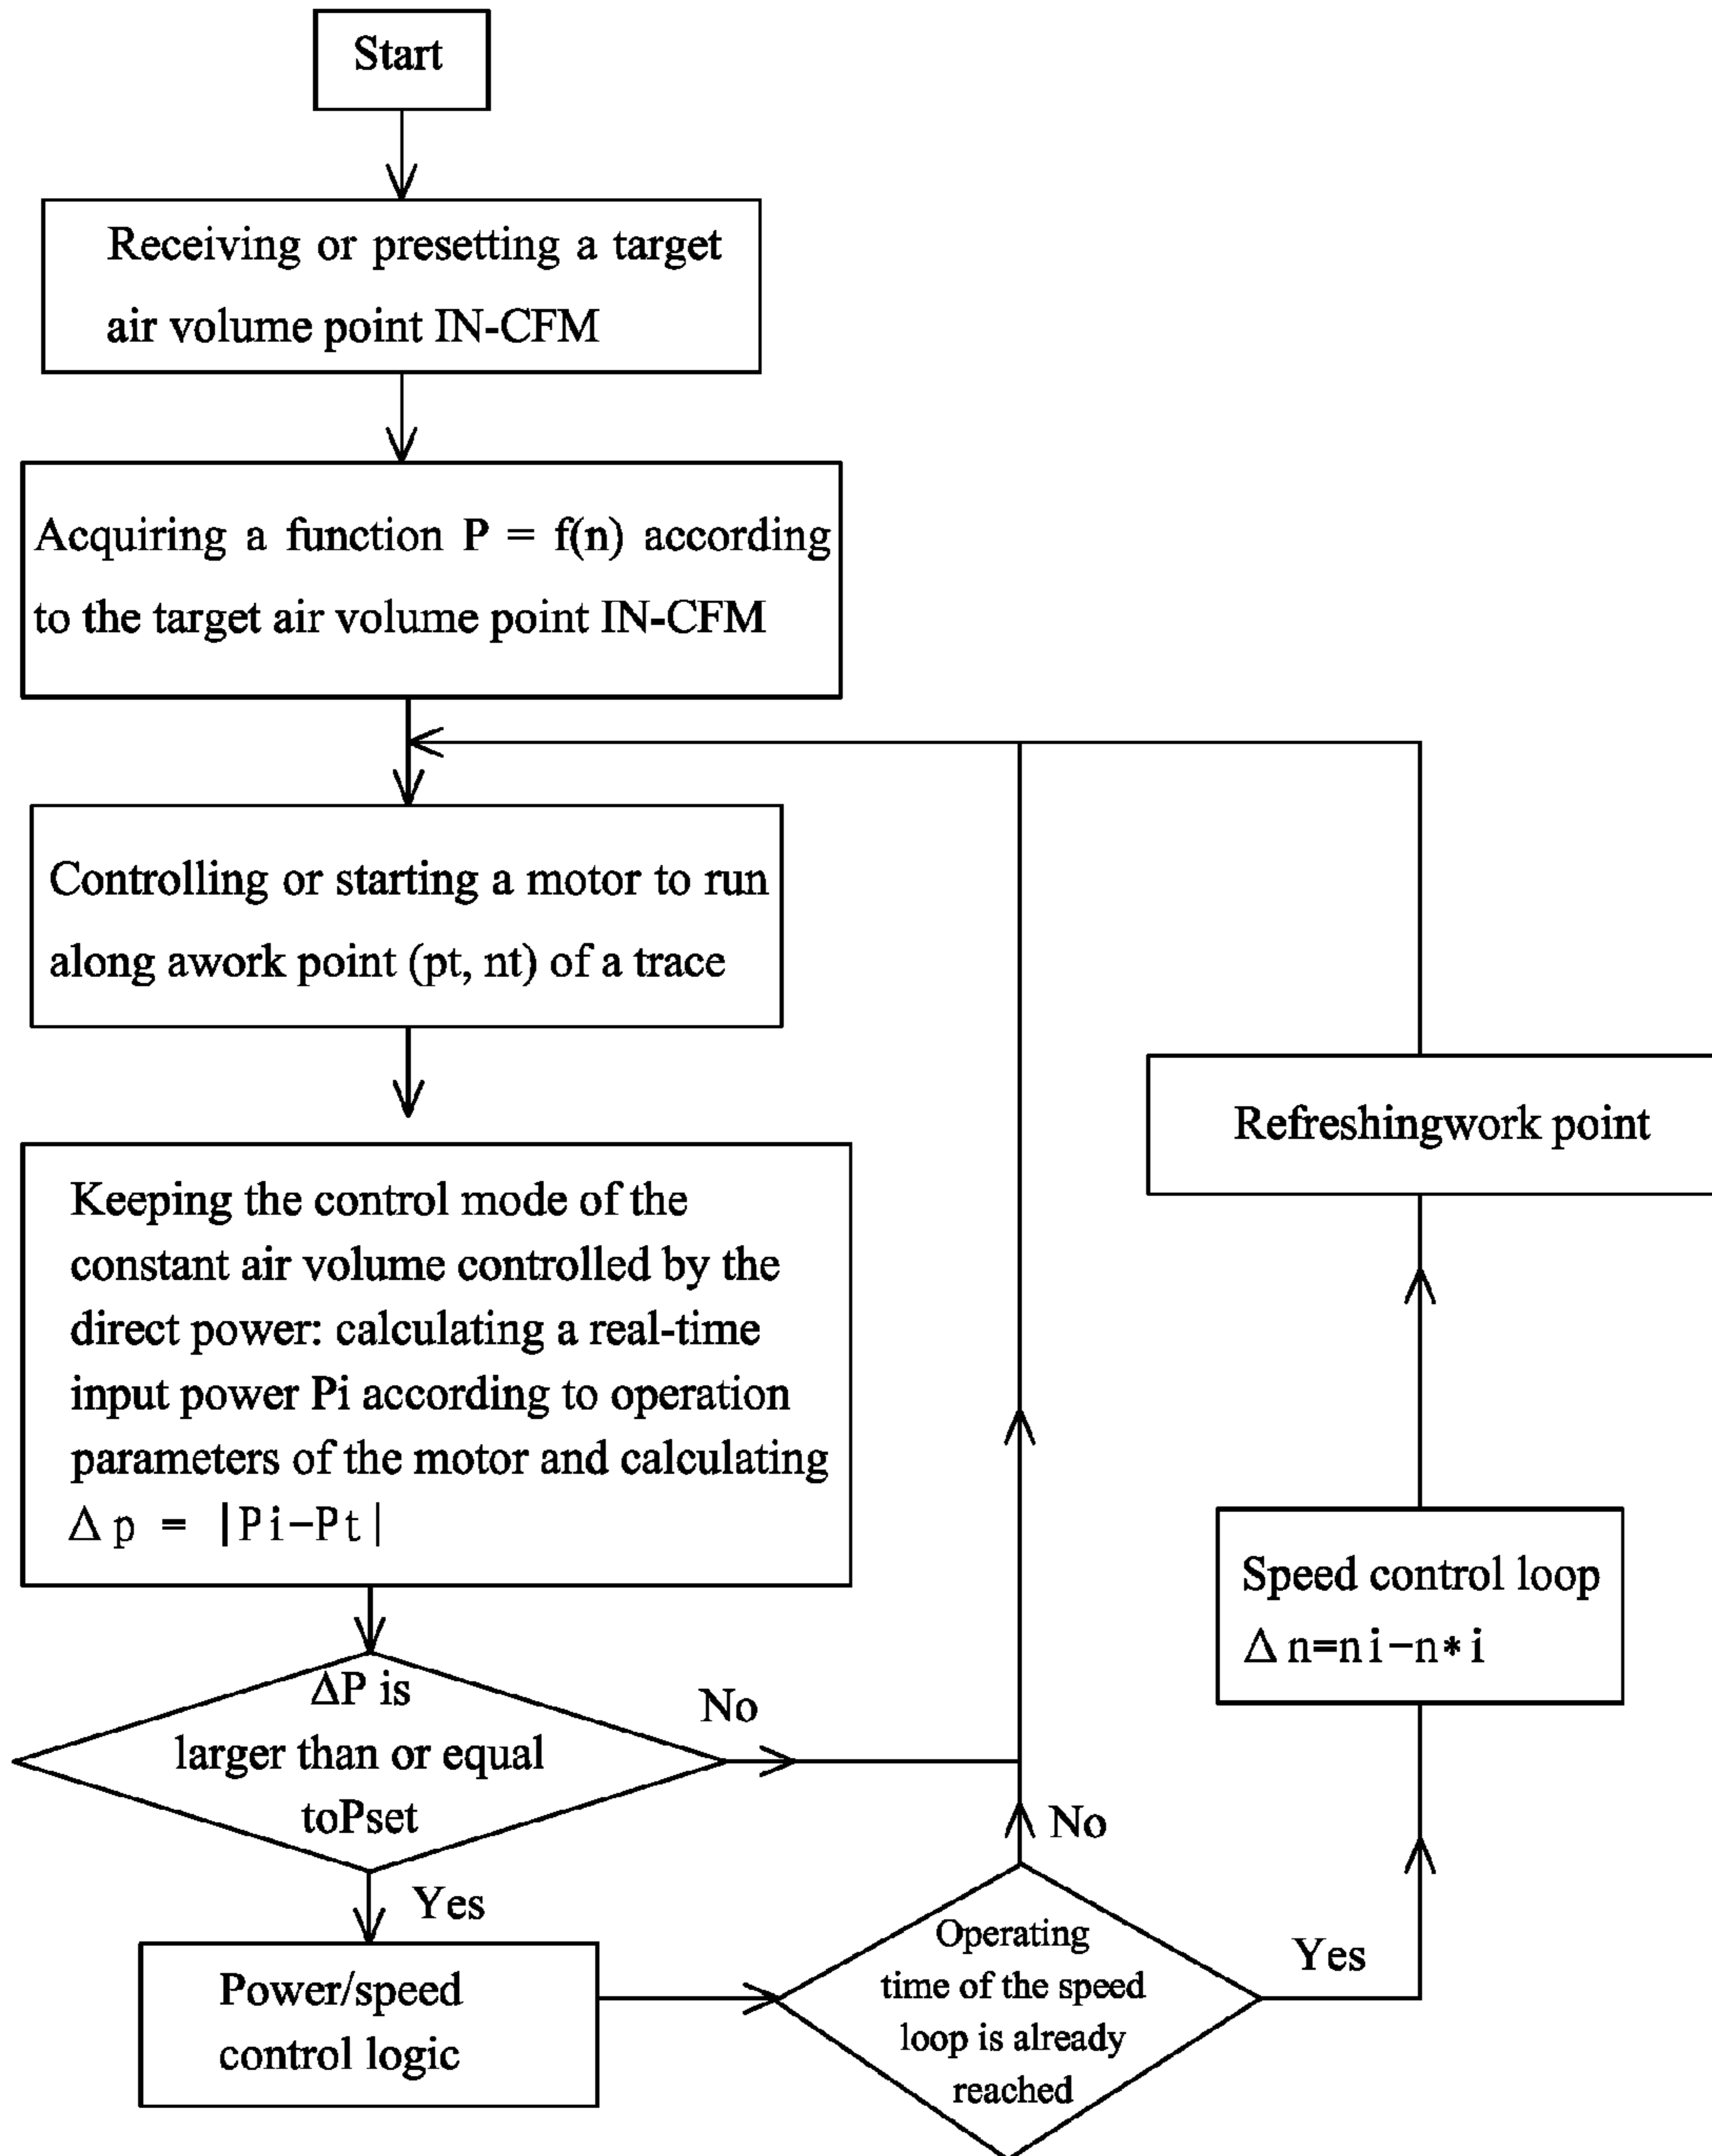 Start
Receiving or presetting a target
air volume point IN-CFM
Acquiring a function P = f(n) according
to the target air volume point IN-CFM
Controlling or starting a motor to run
along awork point (pt, nt) of a trace
Keeping the control mode of the
constant air volume controlled by the
direct power: calculating a real-time
input power Pi according to operation
parameters of the motor and calculating
Δp = |Pi-Pt|
ΔP is
larger than or equal
toPset
No
Yes
Power/speed
control logic
Operating
time of the speed
loop is already
reached
No
Yes
Speed control loop
Δn=ni-n*i
Refreshingwork point